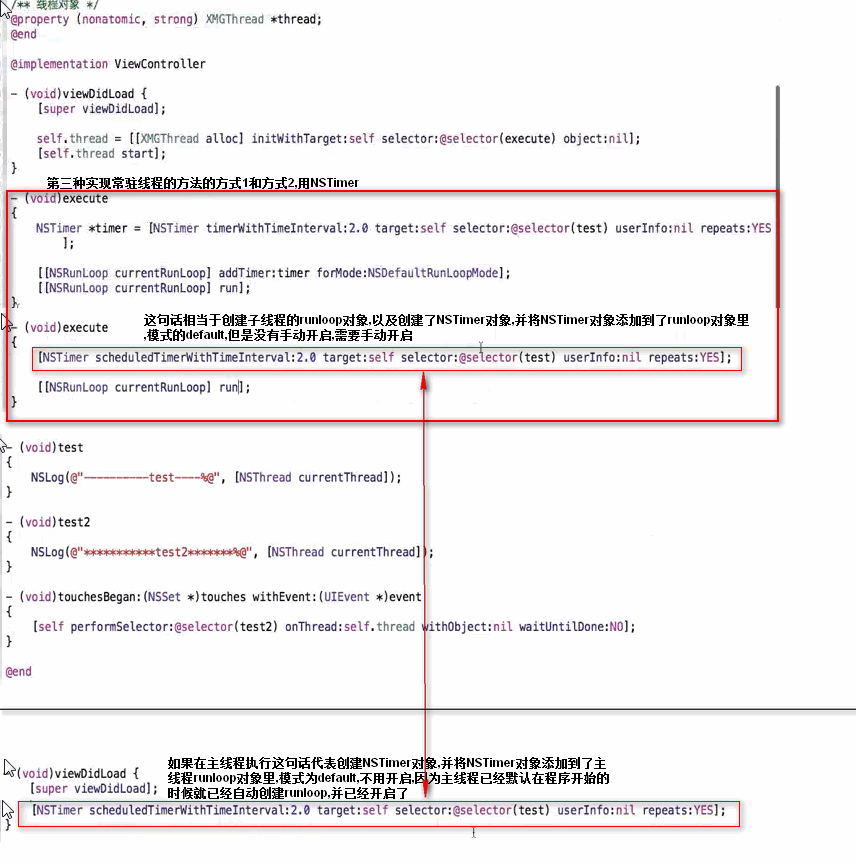 /** 线程对象 */
@property (nonatomic, strong) XMGThread *thread;
@end
@implementation ViewController
- (void)viewDidLoad {
[super viewDidLoad];
self.thread = [[XMGThread alloc] initWithTarget:self selector:@selector(execute) object:nil];
[self.thread start];
}
第三种实现常驻线程的方法的方式1和方式2,用NSTimer
- (void)execute
{
NSTimer *timer = [NSTimer timerWithTimeInterval:2.0 target:self selector:@selector(test) userInfo:nil repeats:YES
];
[[NSRunLoop currentRunLoop] addTimer:timer forMode:NSDefaultRunLoopMode];
[[NSRunLoop currentRunLoop] run];
}
这句话相当于创建子线程的runloop对象,以及创建了NSTimer对象,并将NSTimer对象添加到了runloop对象里
- (void)execute
,模式的default,但是没有手动开启,需要手动开启
{
[NSTimer scheduledTimerWithTimeInterval:2.0 target:self selector:@selector(test) userInfo:nil repeats:YES];
[[NSRunLoop currentRunLoop] run];
}
- (void)test
{
NSLog(@"----------test----%@", [NSThread currentThread]);
}
- (void)test2
{
NSLog(@"***********test2*******%@", [NSThread currentThread]);
}
- (void)touchesBegan:(NSSet *)touches withEvent:(UIEvent *)event
{
[self performSelector:@selector(test2) onThread:self.thread withObject:nil waitUntilDone:NO];
}
@end
如果在主线程执行这句话代表创建NSTimer对象,并将NSTimer对象添加到了主
(void)viewDidLoad {
程序runloop对象里,模式为default,不用开启,因为主线程已经默认在程序开始的
[super viewDidLoad];
时候就已经自动创建runloop,并已经开启了
[NSTimer scheduledTimerWithTimeInterval:2.0 target:self selector:@selector(test) userInfo:nil repeats:YES];
}